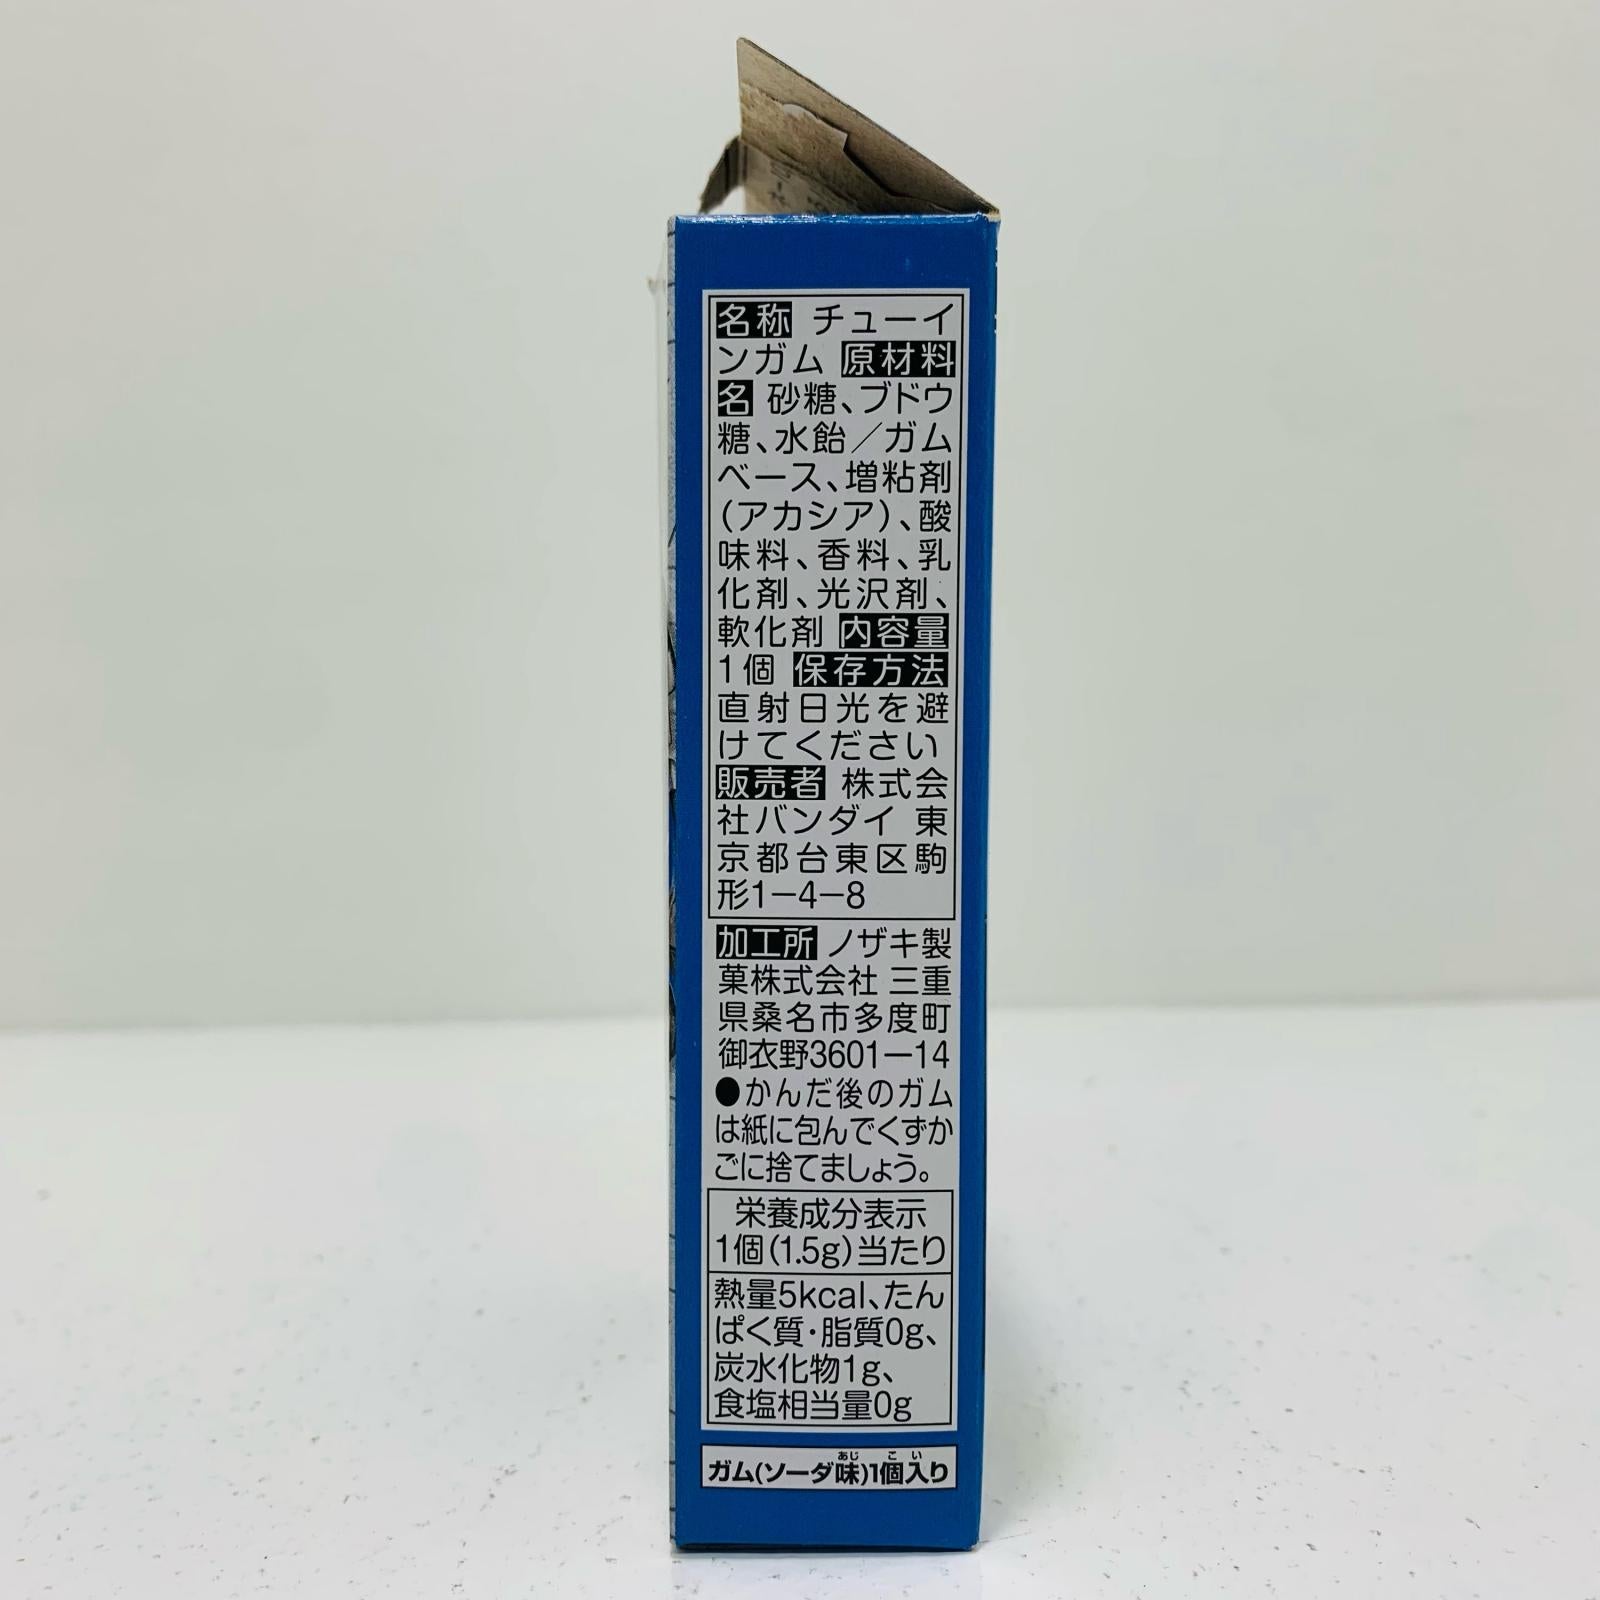 名称 チューイ
ンガム 原材料
名 砂糖、ブドウ
糖、水飴／ガム
ベース、増粘剤
(アカシア)、酸
味料、香料、乳
化剤、光沢剤、
軟化剤 内容量
1個 保存方法
直射日光を避
けてください
販売者 株式会
社バンダイ 東
京都台東区駒
形1−4−8
加工所 ノザキ製
菓株式会社 三重
県桑名市多度町
御衣野3601−14
●かんだ後のガム
は紙に包んでくずか
ごに捨てましょう。
栄養成分表示
1個(1.5g)当たり
熱量5kcal、たん
ぱく質・脂質0g、
炭水化物1g、
食塩相当量0g
あじ こ い
ガム(ソーダ味)1個入り